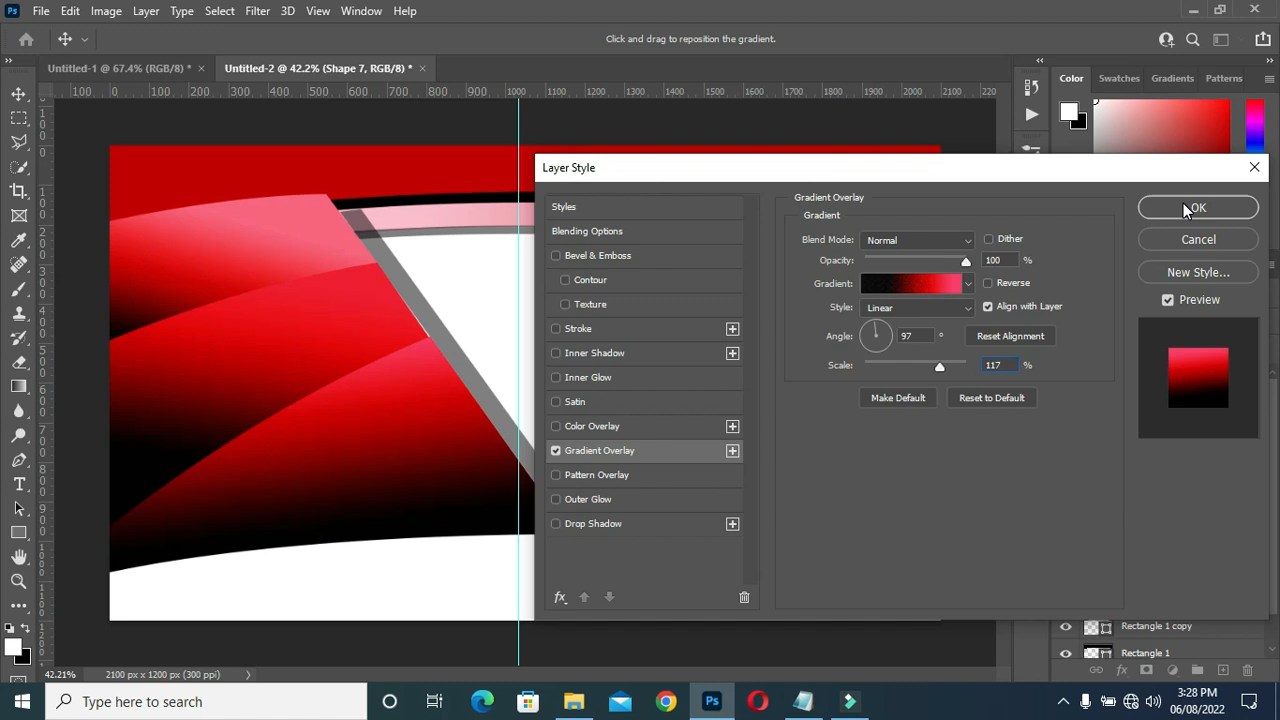 Ps File Edit Image Layer Type Select Filter 3D View Window Help
Click and drag to reposition the gradient.
Untitled-1 @ 67.4% (RGB/8) * × Untitled-2 @ 42.2% (Shape 7, RGB/8) * ×
Color Swatches Gradients Patterns
100 0 100 200 300 400 500 600 700 800 900 1000 1100 1200 1300 1400 1500 1600 1700 1800 1900 2000 2100 220
Layer Style
Styles
Blending Options
Bevel & Emboss
Contour
Texture
Stroke
Inner Shadow
Inner Glow
Satin
Color Overlay
Gradient Overlay
Pattern Overlay
Outer Glow
Drop Shadow
fx
Gradient Overlay
Gradient
Blend Mode: Normal Dither
Opacity: 100 %
Gradient: Reverse
Style: Linear Align with Layer
Angle: 97 ° Reset Alignment
Scale: 117 %
Make Default Reset to Default
OK
Cancel
New Style...
Preview
Rectangle 1 copy
Rectangle 1
fx
42.21% 2100 px x 1200 px (300 ppi)
Type here to search
Ps
3:28 PM
06/08/2022